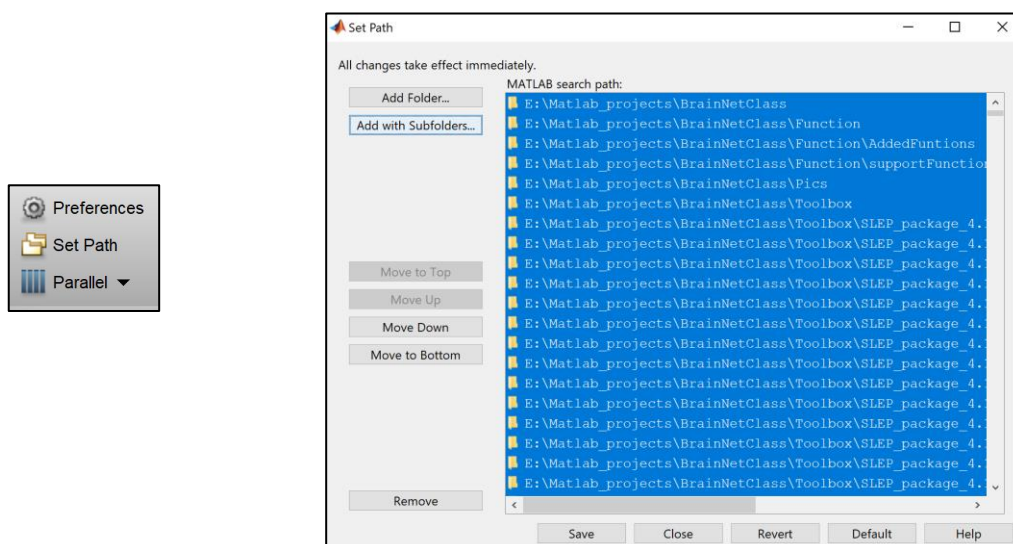 Preferences
Set Path
Parallel
Set Path
All changes take effect immediately.
MATLAB search path:
Add Folder...
Add with Subfolders...
Move to Top
Move Up
Move Down
Move to Bottom
Remove
E:\Matlab_projects\BrainNetClass
E:\Matlab_projects\BrainNetClass\Function
E:\Matlab_projects\BrainNetClass\Function\AddedFuntions
E:\Matlab_projects\BrainNetClass\Function\supportFunction
E:\Matlab_projects\BrainNetClass\Pics
E:\Matlab_projects\BrainNetClass\Toolbox
E:\Matlab_projects\BrainNetClass\Toolbox\SLEP_package_4.
E:\Matlab_projects\BrainNetClass\Toolbox\SLEP_package_4.
E:\Matlab_projects\BrainNetClass\Toolbox\SLEP_package_4.
E:\Matlab_projects\BrainNetClass\Toolbox\SLEP_package_4.
E:\Matlab_projects\BrainNetClass\Toolbox\SLEP_package_4.
E:\Matlab_projects\BrainNetClass\Toolbox\SLEP_package_4.
E:\Matlab_projects\BrainNetClass\Toolbox\SLEP_package_4.
E:\Matlab_projects\BrainNetClass\Toolbox\SLEP_package_4.
E:\Matlab_projects\BrainNetClass\Toolbox\SLEP_package_4.
E:\Matlab_projects\BrainNetClass\Toolbox\SLEP_package_4.
E:\Matlab_projects\BrainNetClass\Toolbox\SLEP_package_4.
E:\Matlab_projects\BrainNetClass\Toolbox\SLEP_package_4.
E:\Matlab_projects\BrainNetClass\Toolbox\SLEP_package_4.
E:\Matlab_projects\BrainNetClass\Toolbox\SLEP_package_4.
Save
Close
Revert
Default
Help